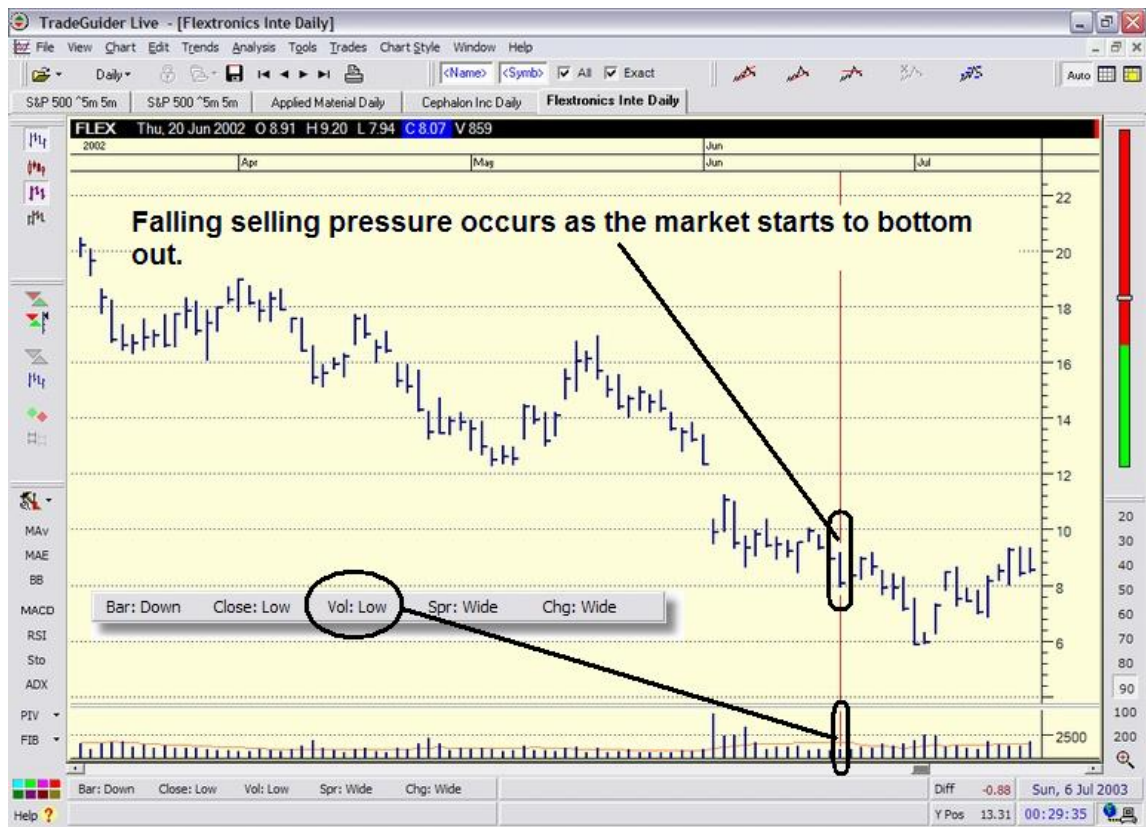 TradeGuider Live - [Flextronics Inte Daily]
File View Chart Edit Trends Analysis Tools Trades Chart Style Window Help
Daily <Name> <Symb> All Exact Auto
S&P 500 ^5m 5m S&P 500 ^5m 5m Applied Material Daily Cephalon Inc Daily Flextronics Inte Daily
FLEX Thu, 20 Jun 2002 O 8.91 H 9.20 L 7.94 C 8.07 V 859
2002 Jun
Apr May Jun Jul
22
Falling selling pressure occurs as the market starts to bottom
out.
20
18
16
14
12
10
8
6
Bar: Down Close: Low Vol: Low Spr: Wide Chg: Wide
2500
MAv
MAE
BB
MACD
RSI
Sto
ADX
PIV
FIB
20
30
40
50
60
70
80
90
100
200
Bar: Down Close: Low Vol: Low Spr: Wide Chg: Wide Diff -0.88 Sun, 6 Jul 2003
Help ? Y Pos 13.31 00:29:35